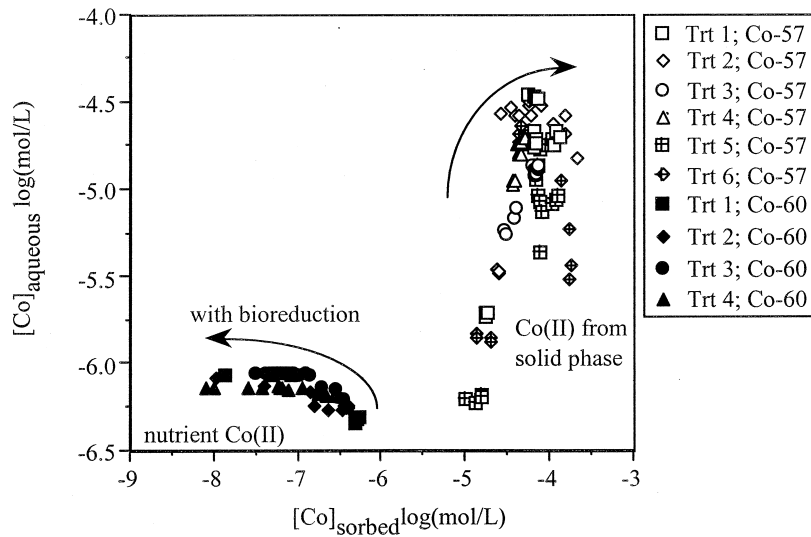 -4.0
-4.5
-5.0
-5.5
-6.0
-6.5
[Co]aqueous log(mol/L)
with bioreduction
nutrient Co(II)
Co(II) from
solid phase
-9 -8 -7 -6 -5 -4 -3
[Co]sorbed log(mol/L)
Trt 1; Co-57
Trt 2; Co-57
Trt 3; Co-57
Trt 4; Co-57
Trt 5; Co-57
Trt 6; Co-57
Trt 1; Co-60
Trt 2; Co-60
Trt 3; Co-60
Trt 4; Co-60